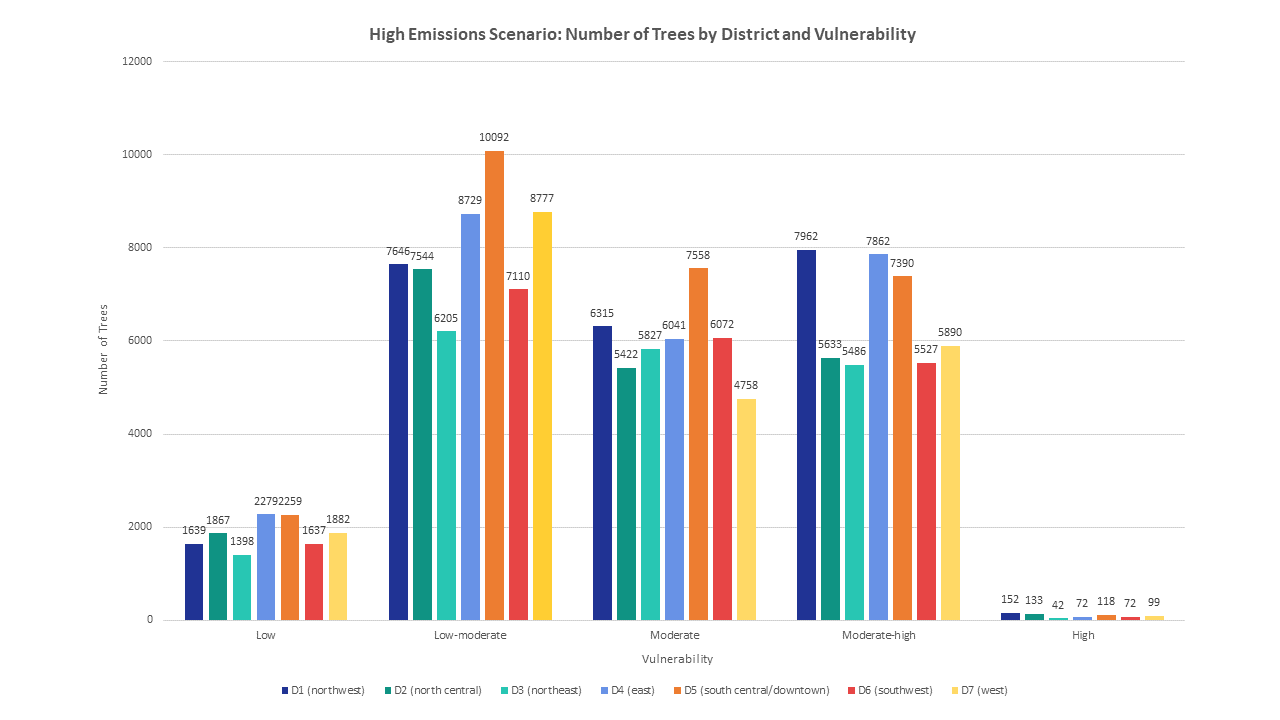 High Emissions Scenario: Number of Trees by District and Vulnerability
12000
10000
8000
6000
4000
2000
0
Number of Trees
1639
1867
1398
2279
2259
1637
1882
7646
7544
6205
8729
10092
7110
8777
6315
5422
5827
6041
7558
6072
4758
7962
5633
5486
7862
7390
5527
5890
152
133
42
72
118
72
99
Low
Low-moderate
Moderate
Moderate-high
High
Vulnerability
D1 (northwest)
D2 (north central)
D3 (northeast)
D4 (east)
D5 (south central/downtown)
D6 (southwest)
D7 (west)